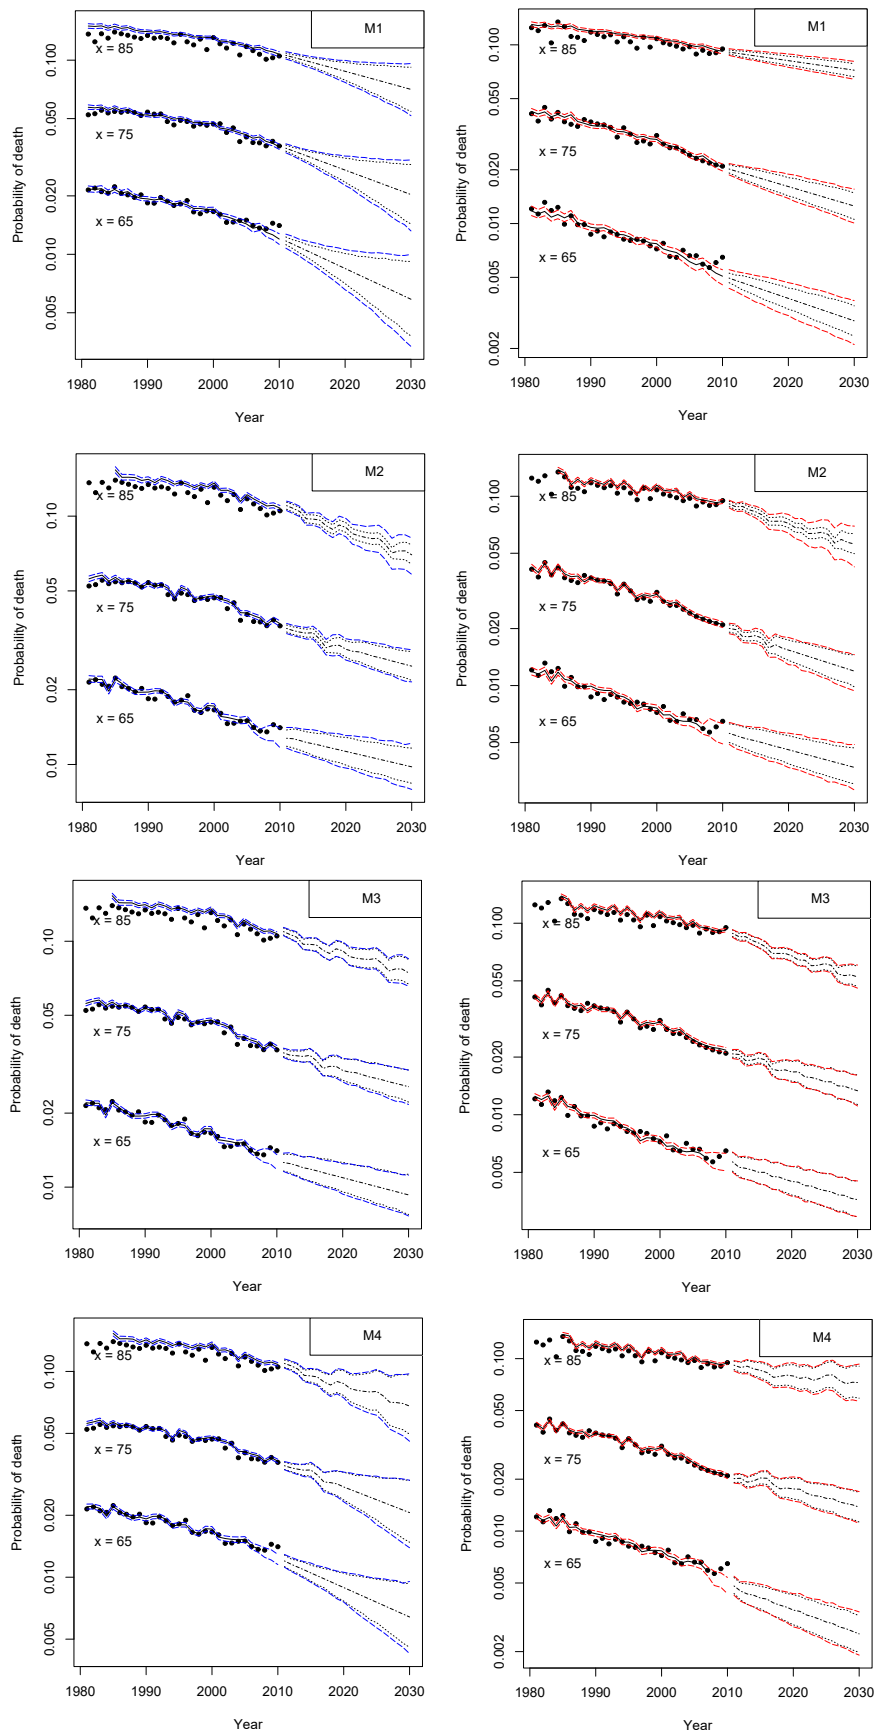 M1
Probability of death
0.100
0.050
0.020
0.010
0.005
x = 85
x = 75
x = 65
1980 1990 2000 2010 2020 2030
Year
M1
Probability of death
0.100
0.050
0.020
0.010
0.005
0.002
x = 85
x = 75
x = 65
1980 1990 2000 2010 2020 2030
Year
M2
Probability of death
0.10
0.05
0.02
0.01
x = 85
x = 75
x = 65
1980 1990 2000 2010 2020 2030
Year
M2
Probability of death
0.100
0.050
0.020
0.010
0.005
x = 85
x = 75
x = 65
1980 1990 2000 2010 2020 2030
Year
M3
Probability of death
0.10
0.05
0.02
0.01
x = 85
x = 75
x = 65
1980 1990 2000 2010 2020 2030
Year
M3
Probability of death
0.100
0.050
0.020
0.010
0.005
x = 85
x = 75
x = 65
1980 1990 2000 2010 2020 2030
Year
M4
Probability of death
0.100
0.050
0.020
0.010
0.005
x = 85
x = 75
x = 65
1980 1990 2000 2010 2020 2030
Year
M4
Probability of death
0.100
0.050
0.020
0.010
0.005
0.002
x = 85
x = 75
x = 65
1980 1990 2000 2010 2020 2030
Year